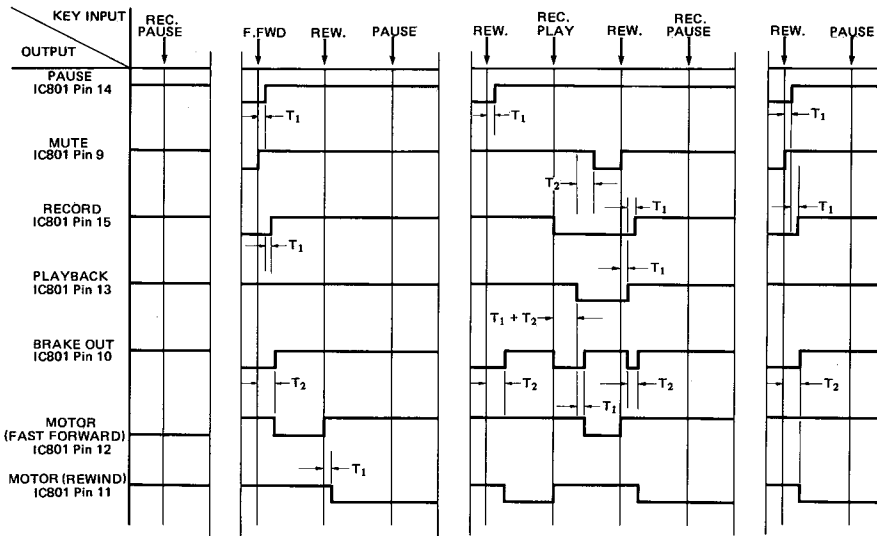 KEY INPUT
OUTPUT
REC.
PAUSE
F.FWD
REW.
PAUSE
REW.
REC.
PLAY
REW.
REC.
PAUSE
REW.
PAUSE
PAUSE
IC801 Pin 14
T1
T1
T1
MUTE
IC801 Pin 9
T2
RECORD
IC801 Pin 15
T1
T1
T1
PLAYBACK
IC801 Pin 13
T1
T1 + T2
BRAKE OUT
IC801 Pin 10
T2
T2
T2
T2
T1
MOTOR
(FAST FORWARD)
IC801 Pin 12
T1
MOTOR (REWIND)
IC801 Pin 11